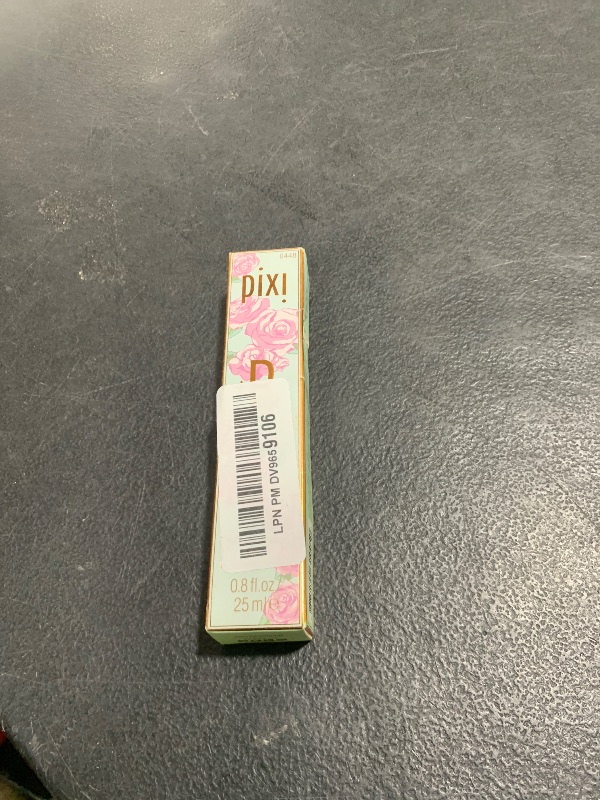 pixi
D
LPN PM DV9659106
0.8 fl.oz.
25 ml e